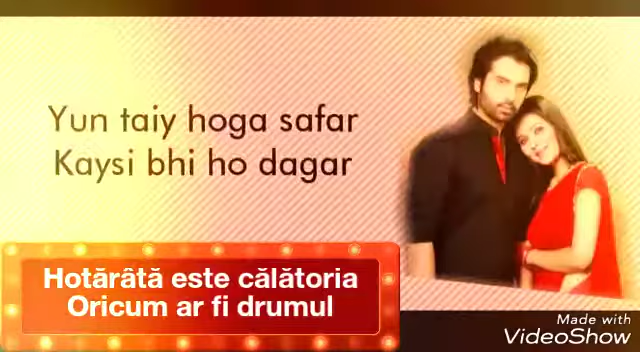 Yun taiy hoga safar
Kaysi bhi ho dagar
Hotărâtă este călătoria
Oricum ar fi drumul
Made with
VideoShow